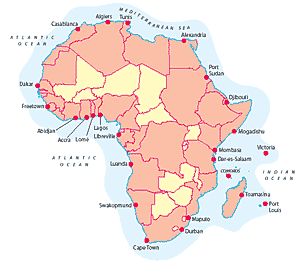 MEDITERRANEAN SEA
Algiers
Tunis
Casablanca
ATLANTIC
OCEAN
Alexandria
Port
Sudan
Dakar
Djibouti
Freetown
Abidjan
Accra
Lomé
Lagos
Libreville
Mogadishu
Mombasa
Victoria
Dar-es-Salaam
ATLANTIC
OCEAN
Luanda
INDIAN
OCEAN
COMOROS
Toamasina
Swakopmund
Port
Louis
Maputo
Durban
Cape Town